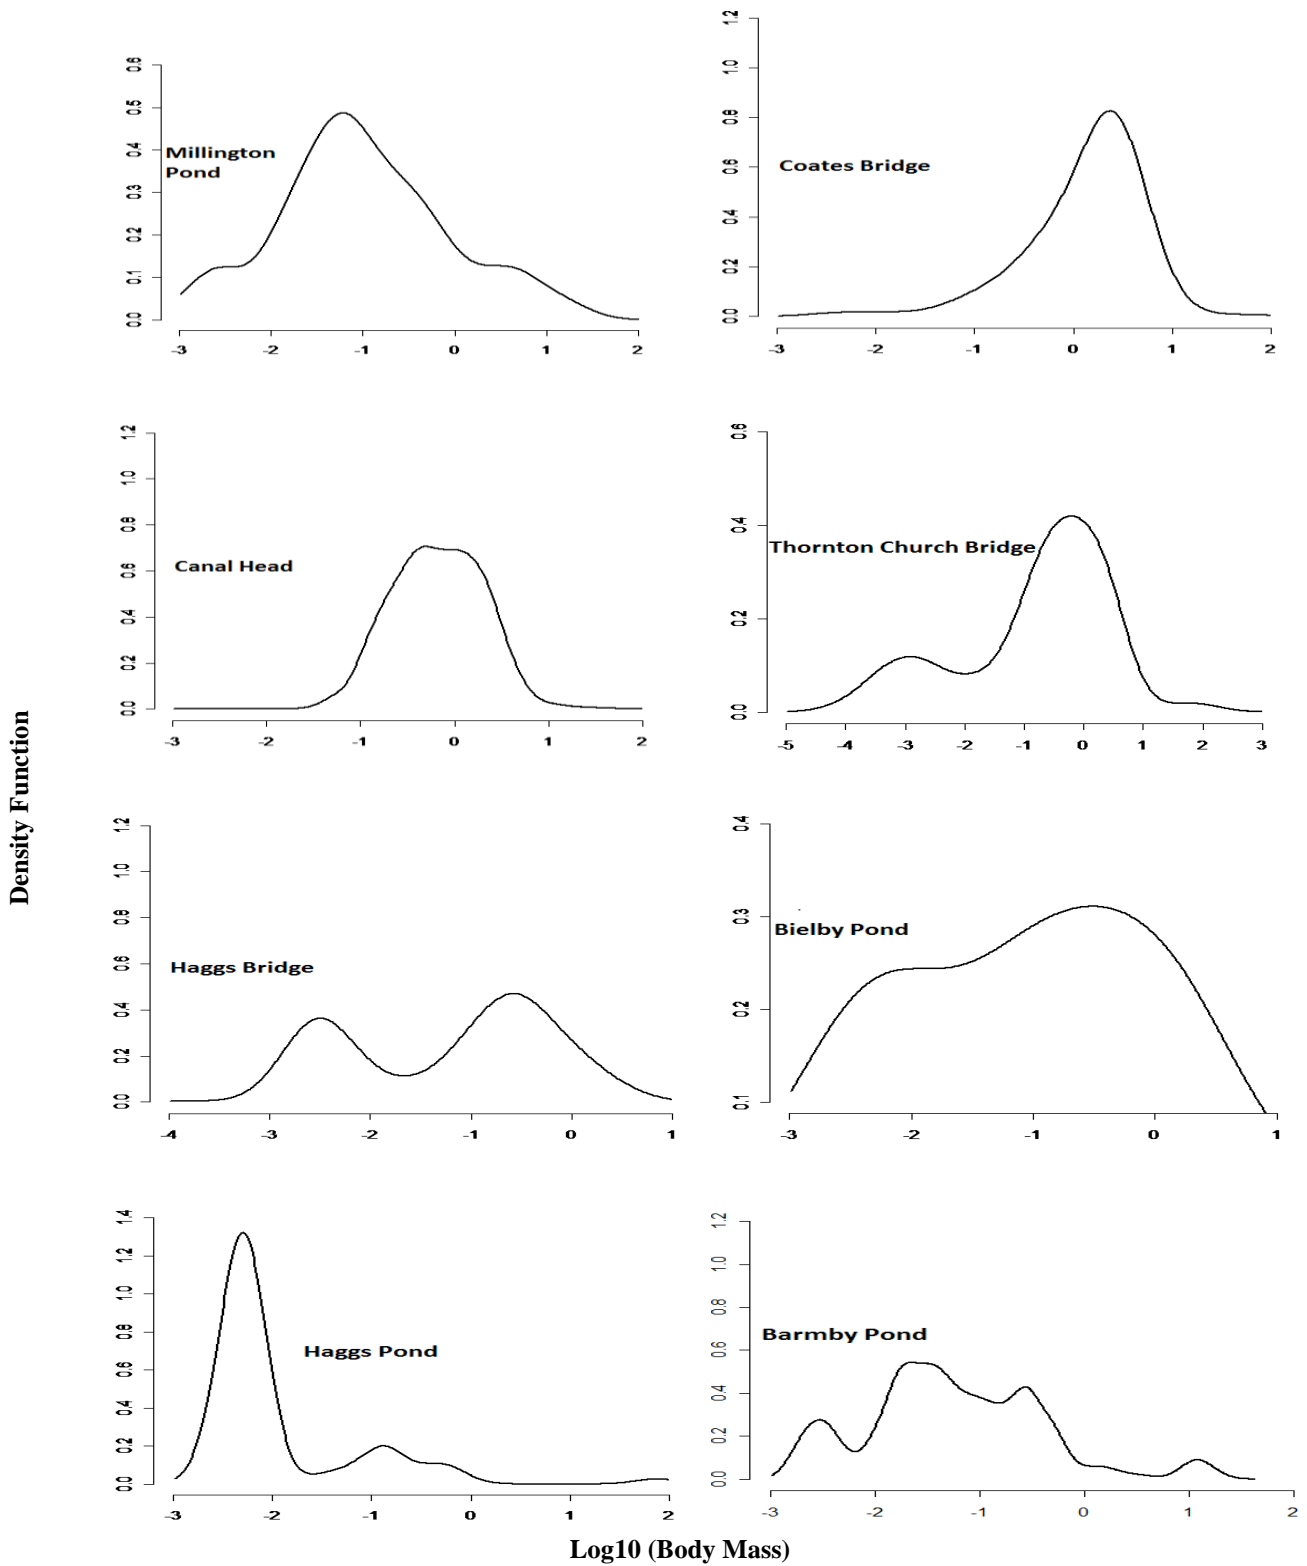 0.6
0.5
0.4
0.3
0.2
0.1
0.0
Millington
Pond
-3 -2 -1 0 1 2
1.2
1.0
0.8
0.6
0.4
0.2
0.0
Coates Bridge
-3 -2 -1 0 1 2
1.2
1.0
0.8
0.6
0.4
0.2
0.0
Canal Head
-3 -2 -1 0 1 2
0.6
0.4
0.2
0.0
Thornton Church Bridge
-5 -4 -3 -2 -1 0 1 2 3
Density Function
1.2
1.0
0.8
0.6
0.4
0.2
0.0
Haggs Bridge
-4 -3 -2 -1 0 1
0.4
0.3
0.2
0.1
Bielby Pond
-3 -2 -1 0 1
1.4
1.2
1.0
0.8
0.6
0.4
0.2
0.0
Haggs Pond
-3 -2 -1 0 1 2
1.2
1.0
0.8
0.6
0.4
0.2
0.0
Barmby Pond
-3 -2 -1 0 1 2
Log10 (Body Mass)